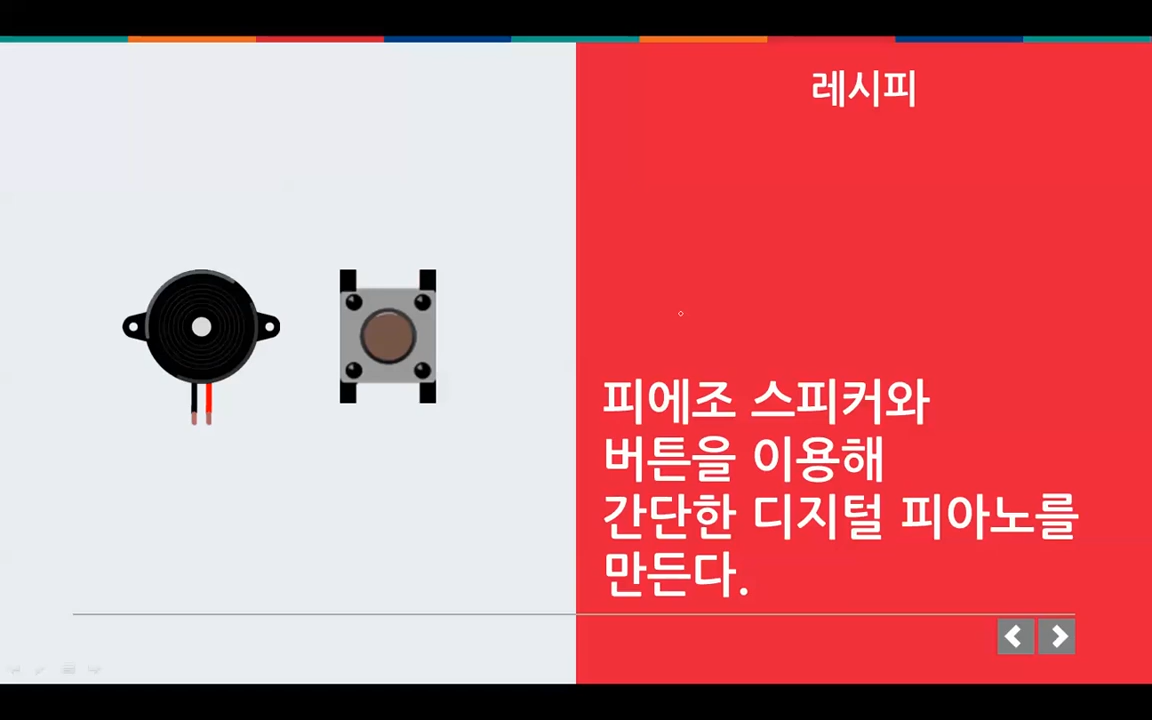 레시피
피에조 스피커와
버튼을 이용해
간단한 디지털 피아노를
만든다.